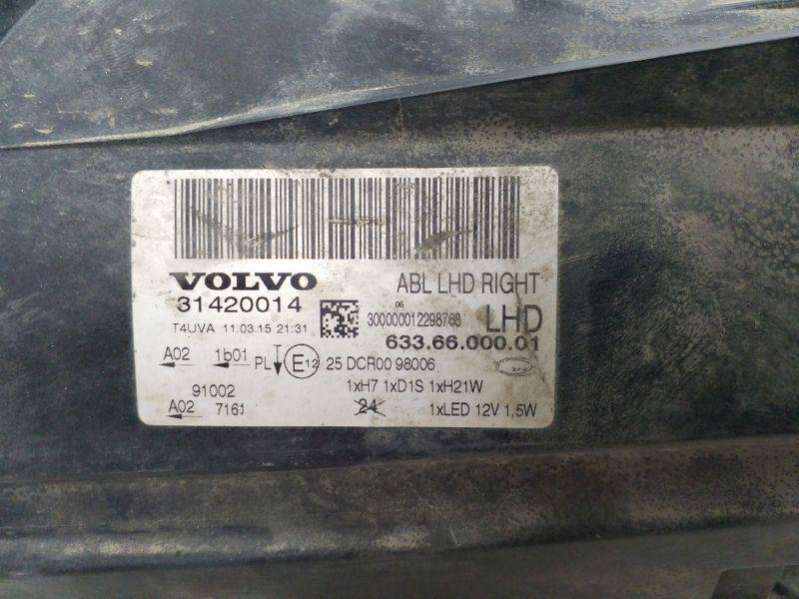 VOLVO
ABL LHD RIGHT
31420014
06
300000012298768
LHD
T4UVA 11.03.15 21:31
633.66.000.01
A02 1b01 PL E12 25 DCR00 98006
91002
1xH7 1xD1S 1xH21W
A02 7161
24
1xLED 12V 1,5W